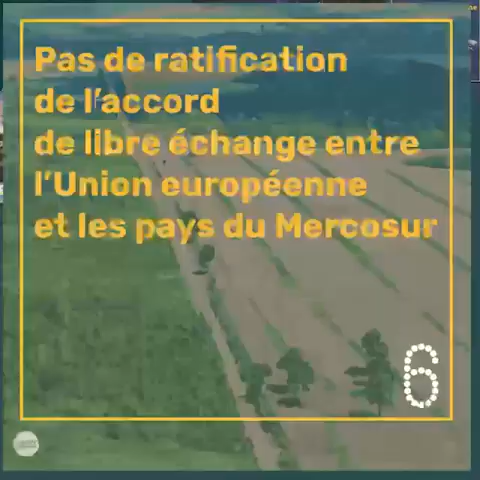 Pas de ratification
de l'accord
de libre échange entre
l'Union européenne
et les pays du Mercosur
6